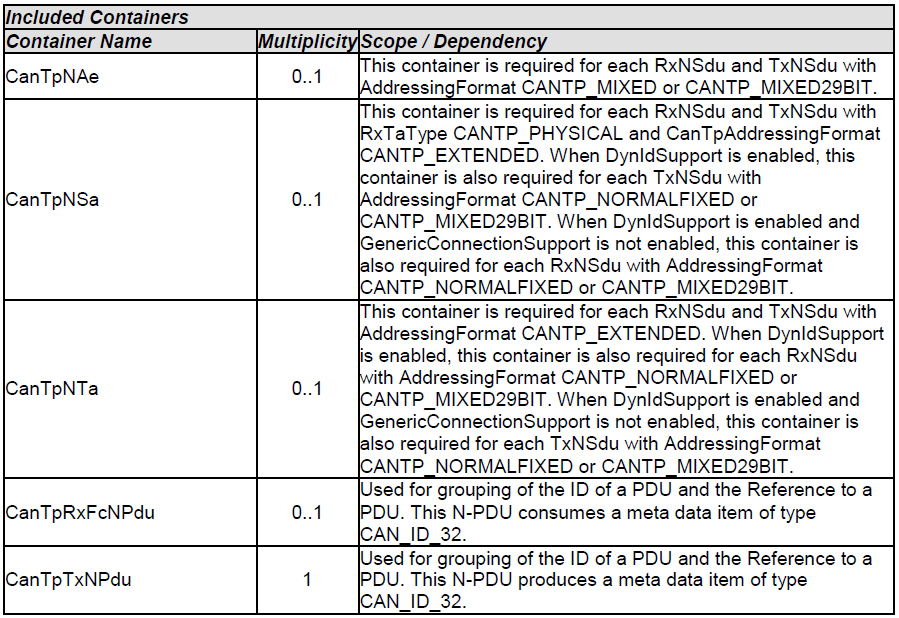 Included Containers
Container Name Multiplicity Scope / Dependency
CanTpNAe 0..1 This container is required for each RxNSdu and TxNSdu with
AddressingFormat CANTP_MIXED or CANTP_MIXED29BIT.
CanTpNSa 0..1 This container is required for each RxNSdu and TxNSdu with
RxTaType CANTP_PHYSICAL and CanTpAddressingFormat
CANTP_EXTENDED. When DynIdSupport is enabled, this
container is also required for each TxNSdu with
AddressingFormat CANTP_NORMALFIXED or
CANTP_MIXED29BIT. When DynIdSupport is enabled and
GenericConnectionSupport is not enabled, this container is
also required for each RxNSdu with AddressingFormat
CANTP_NORMALFIXED or CANTP_MIXED29BIT.
CanTpNTa 0..1 This container is required for each RxNSdu and TxNSdu with
AddressingFormat CANTP_EXTENDED. When DynIdSupport
is enabled, this container is also required for each RxNSdu
with AddressingFormat CANTP_NORMALFIXED or
CANTP_MIXED29BIT. When DynIdSupport is enabled and
GenericConnectionSupport is not enabled, this container is
also required for each TxNSdu with AddressingFormat
CANTP_NORMALFIXED or CANTP_MIXED29BIT.
CanTpRxFcNPdu 0..1 Used for grouping of the ID of a PDU and the Reference to a
PDU. This N-PDU consumes a meta data item of type
CAN_ID_32.
CanTpTxNPdu 1 Used for grouping of the ID of a PDU and the Reference to a
PDU. This N-PDU produces a meta data item of type
CAN_ID_32.